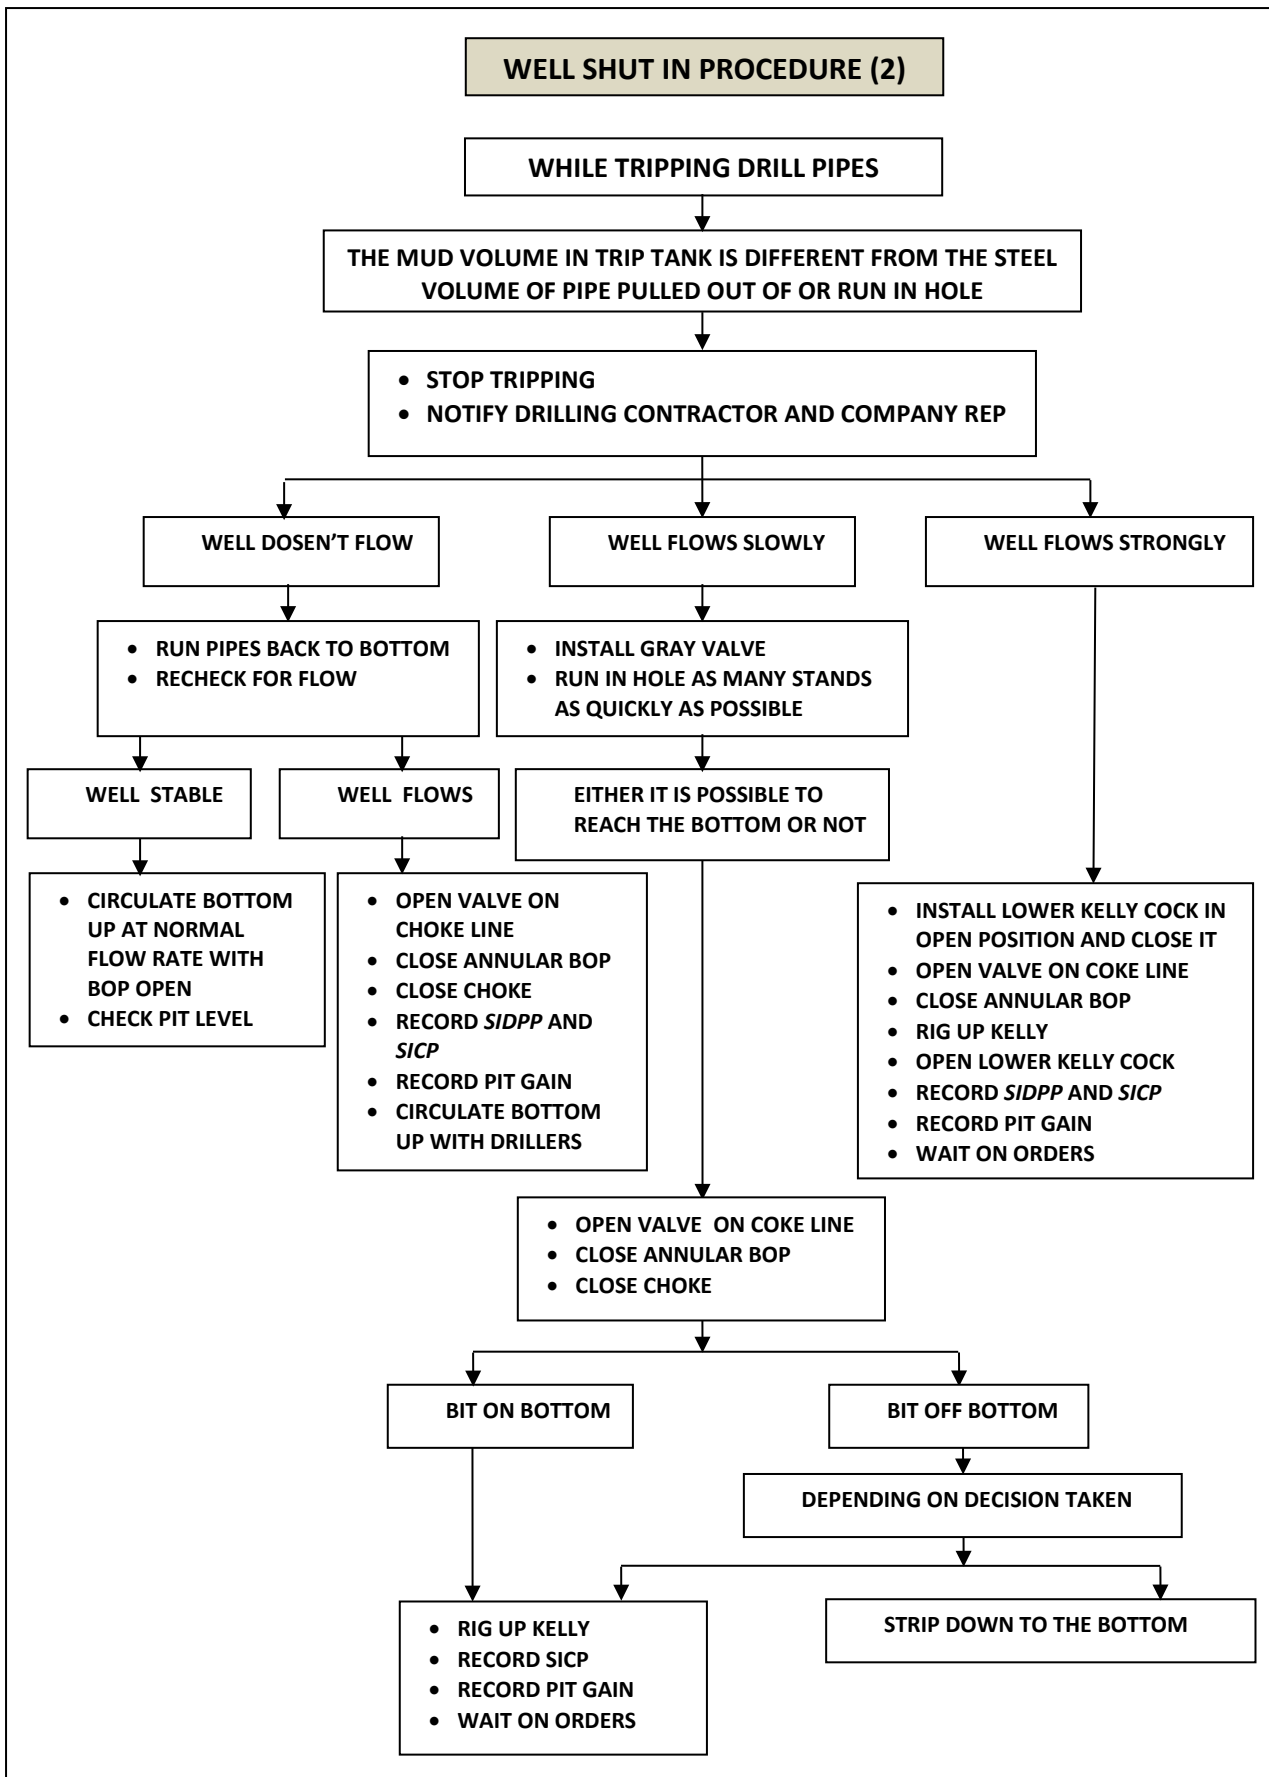 WELL SHUT IN PROCEDURE (2)
WHILE TRIPPING DRILL PIPES
THE MUD VOLUME IN TRIP TANK IS DIFFERENT FROM THE STEEL
VOLUME OF PIPE PULLED OUT OF OR RUN IN HOLE
• STOP TRIPPING
• NOTIFY DRILLING CONTRACTOR AND COMPANY REP
WELL DOSEN’T FLOW
WELL FLOWS SLOWLY
WELL FLOWS STRONGLY
• RUN PIPES BACK TO BOTTOM
• RECHECK FOR FLOW
• INSTALL GRAY VALVE
• RUN IN HOLE AS MANY STANDS
AS QUICKLY AS POSSIBLE
WELL STABLE
WELL FLOWS
EITHER IT IS POSSIBLE TO
REACH THE BOTTOM OR NOT
• CIRCULATE BOTTOM
UP AT NORMAL
FLOW RATE WITH
BOP OPEN
• CHECK PIT LEVEL
• OPEN VALVE ON
CHOKE LINE
• CLOSE ANNULAR BOP
• CLOSE CHOKE
• RECORD SIDPP AND
SICP
• RECORD PIT GAIN
• CIRCULATE BOTTOM
UP WITH DRILLERS
• INSTALL LOWER KELLY COCK IN
OPEN POSITION AND CLOSE IT
• OPEN VALVE ON COKE LINE
• CLOSE ANNULAR BOP
• RIG UP KELLY
• OPEN LOWER KELLY COCK
• RECORD SIDPP AND SICP
• RECORD PIT GAIN
• WAIT ON ORDERS
• OPEN VALVE ON COKE LINE
• CLOSE ANNULAR BOP
• CLOSE CHOKE
BIT ON BOTTOM
BIT OFF BOTTOM
DEPENDING ON DECISION TAKEN
• RIG UP KELLY
• RECORD SICP
• RECORD PIT GAIN
• WAIT ON ORDERS
STRIP DOWN TO THE BOTTOM